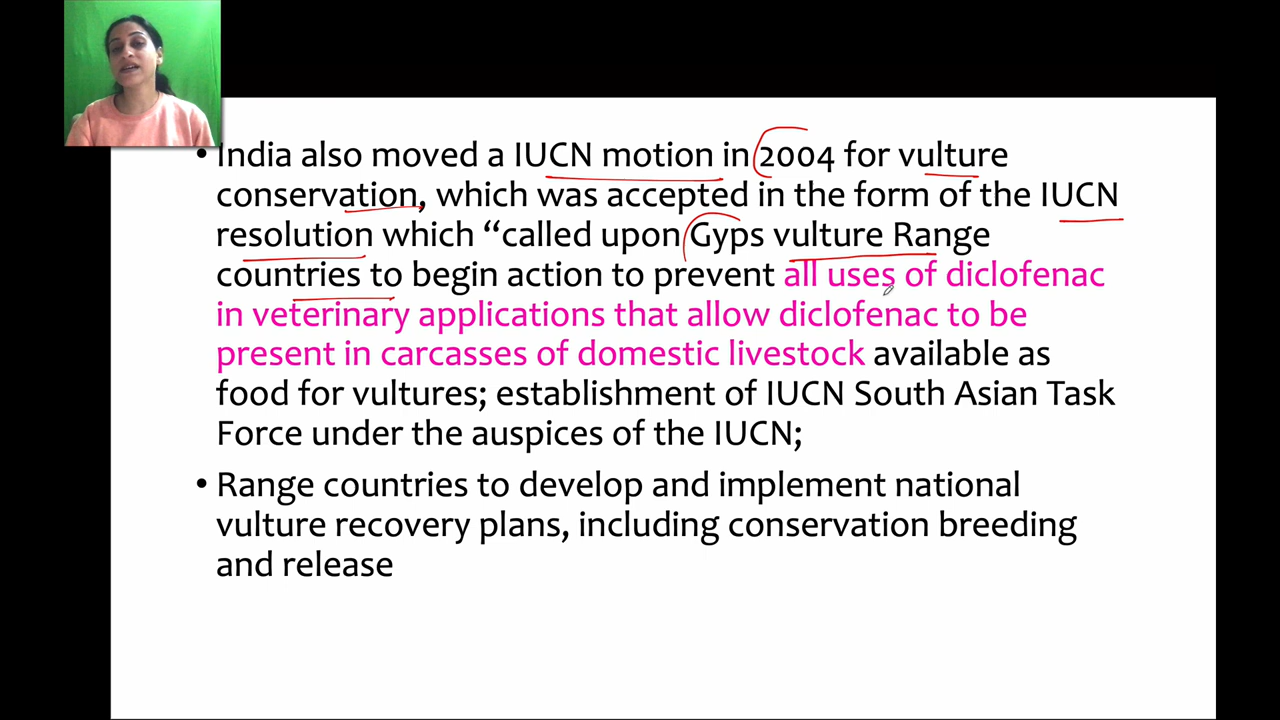 • India also moved a IUCN motion in 2004 for vulture
conservation, which was accepted in the form of the IUCN
resolution which “called upon Gyps vulture Range
countries to begin action to prevent all uses of diclofenac
in veterinary applications that allow diclofenac to be
present in carcasses of domestic livestock available as
food for vultures; establishment of IUCN South Asian Task
Force under the auspices of the IUCN;
• Range countries to develop and implement national
vulture recovery plans, including conservation breeding
and release